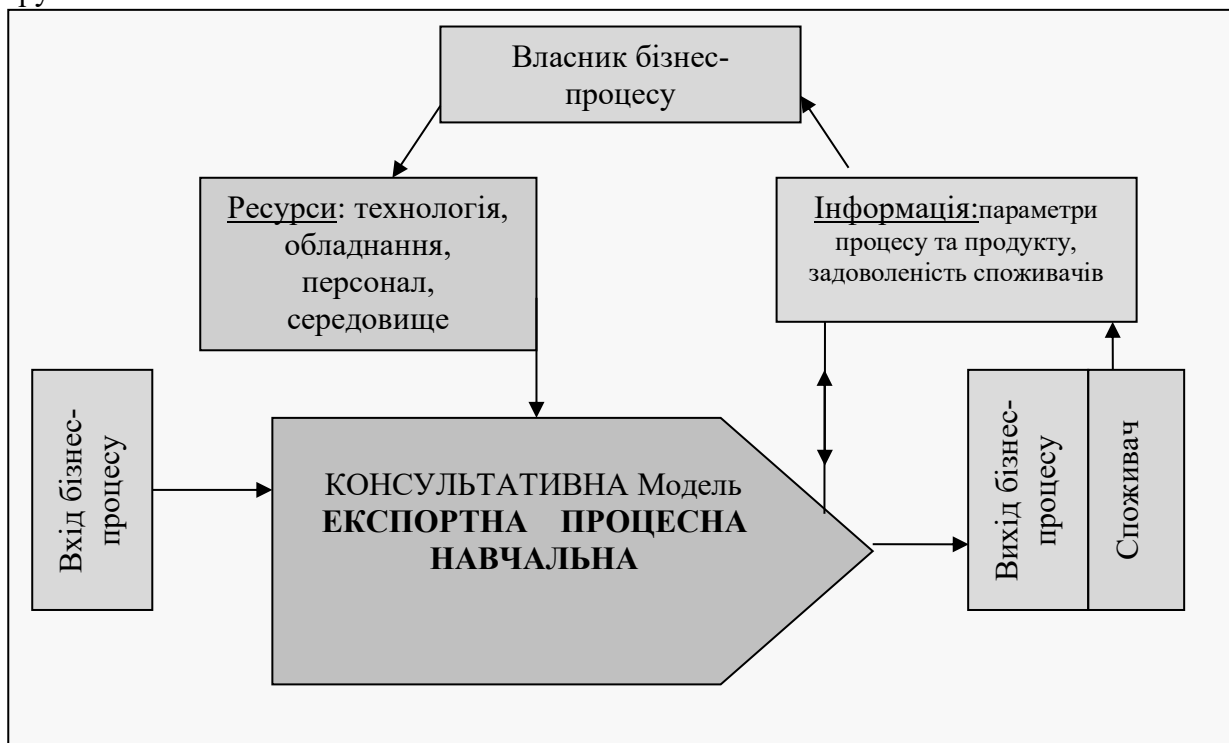 Власник бізнес-
процесу
Ресурси: технологія,
обладнання,
персонал,
середовище
Інформація:параметри
процесу та продукту,
задоволеність споживачів
Вхід бізнес-
процесу
КОНСУЛЬТАТИВНА Модель
ЕКСПОРТНА ПРОЦЕСНА
НАВЧАЛЬНА
Вихід бізнес-
процесу
Споживач